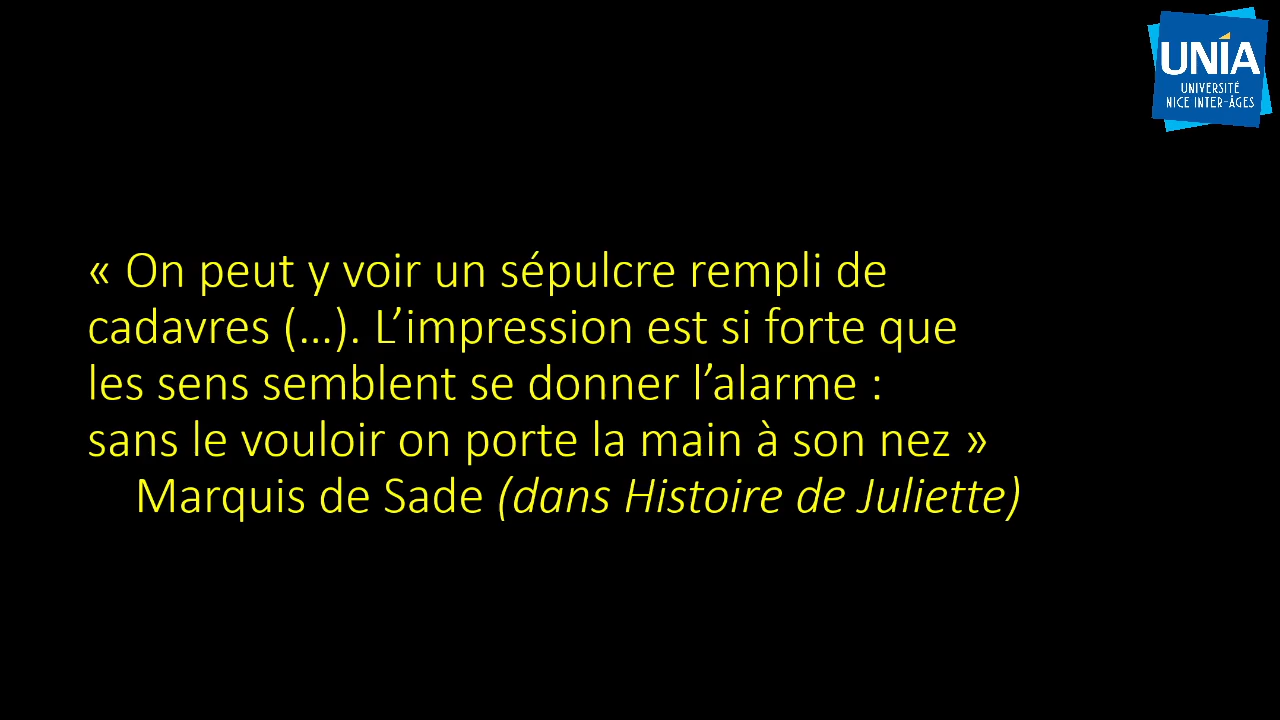 UNÍA
UNIVERSITÉ
NICE INTER-ÂGES
« On peut y voir un sépulcre rempli de
cadavres (…). L’impression est si forte que
les sens semblent se donner l’alarme :
sans le vouloir on porte la main à son nez »
Marquis de Sade (dans Histoire de Juliette)